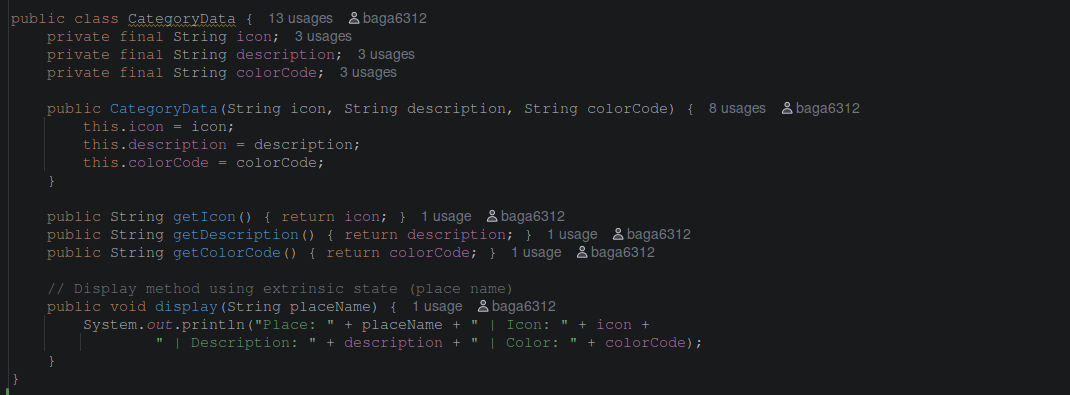 public class CategoryData {  13 usages  baga6312
    private final String icon;  3 usages
    private final String description;  3 usages
    private final String colorCode;  3 usages

    public CategoryData(String icon, String description, String colorCode) {  8 usages  baga6312
        this.icon = icon;
        this.description = description;
        this.colorCode = colorCode;
    }

    public String getIcon() { return icon; }  1 usage  baga6312
    public String getDescription() { return description; }  1 usage  baga6312
    public String getColorCode() { return colorCode; }  1 usage  baga6312

    // Display method using extrinsic state (place name)
    public void display(String placeName) {  1 usage  baga6312
        System.out.println("Place: " + placeName + " | Icon: " + icon +
                " | Description: " + description + " | Color: " + colorCode);
    }
}